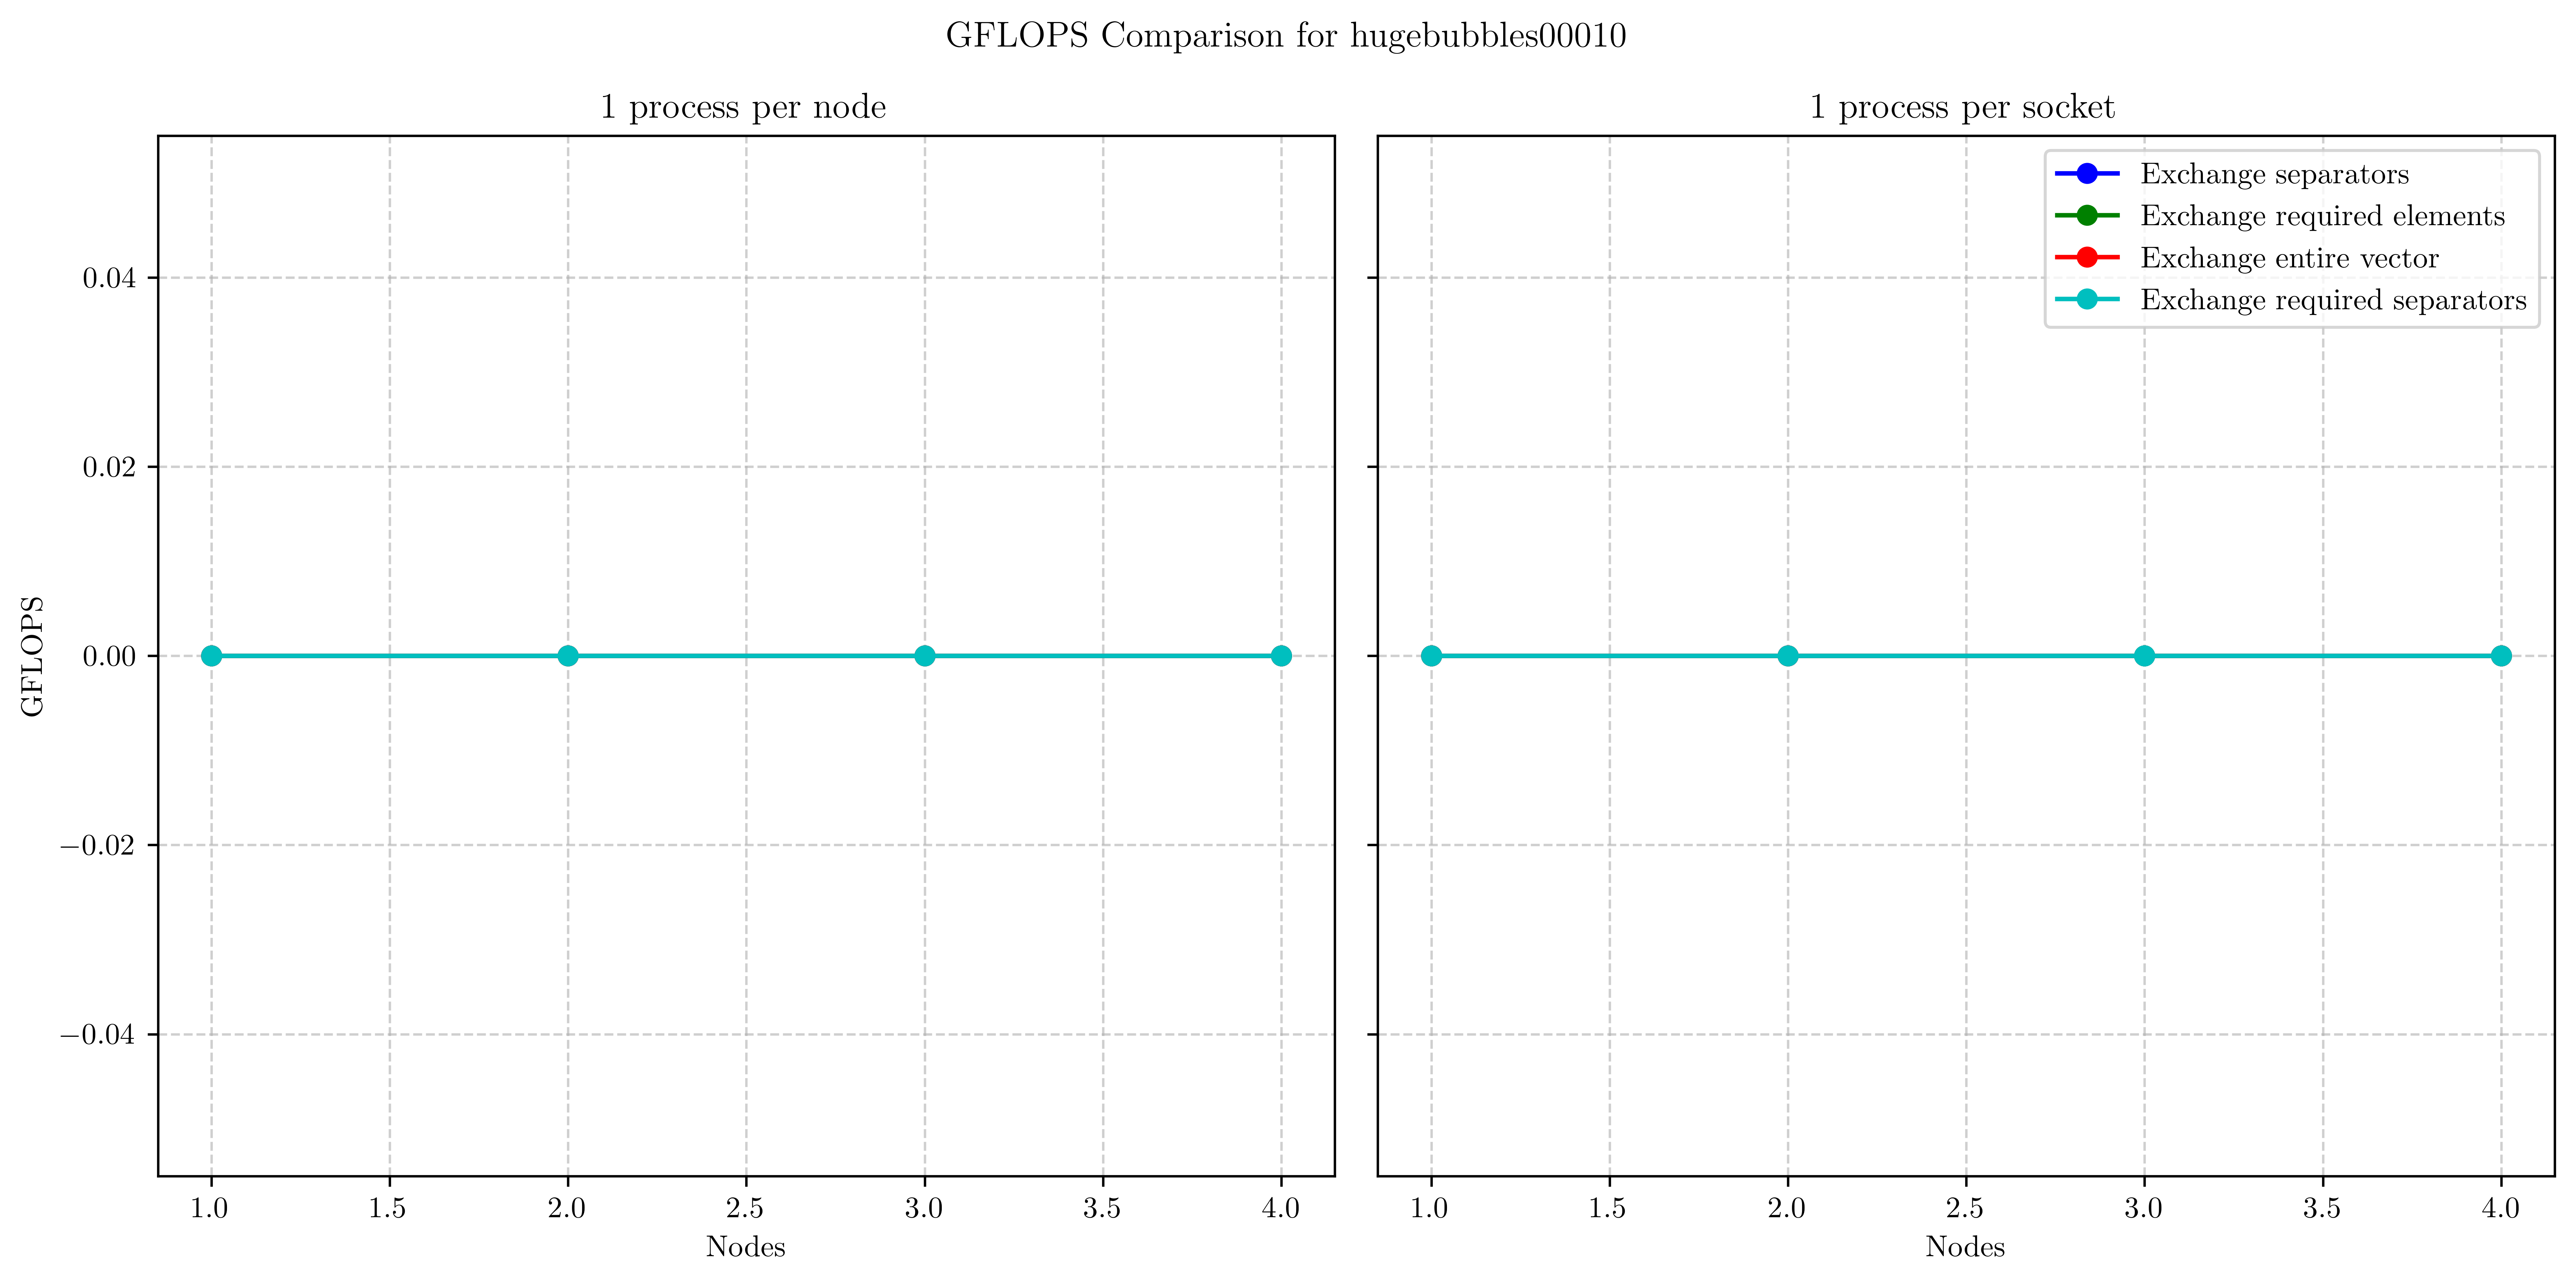 GFLOPS Comparison for hugebubbles00010
1 process per node
GFLOPS
0.04
0.02
0.00
−0.02
−0.04
1.0 1.5 2.0 2.5 3.0 3.5 4.0
Nodes
1 process per socket
Exchange separators
Exchange required elements
Exchange entire vector
Exchange required separators
1.0 1.5 2.0 2.5 3.0 3.5 4.0
Nodes